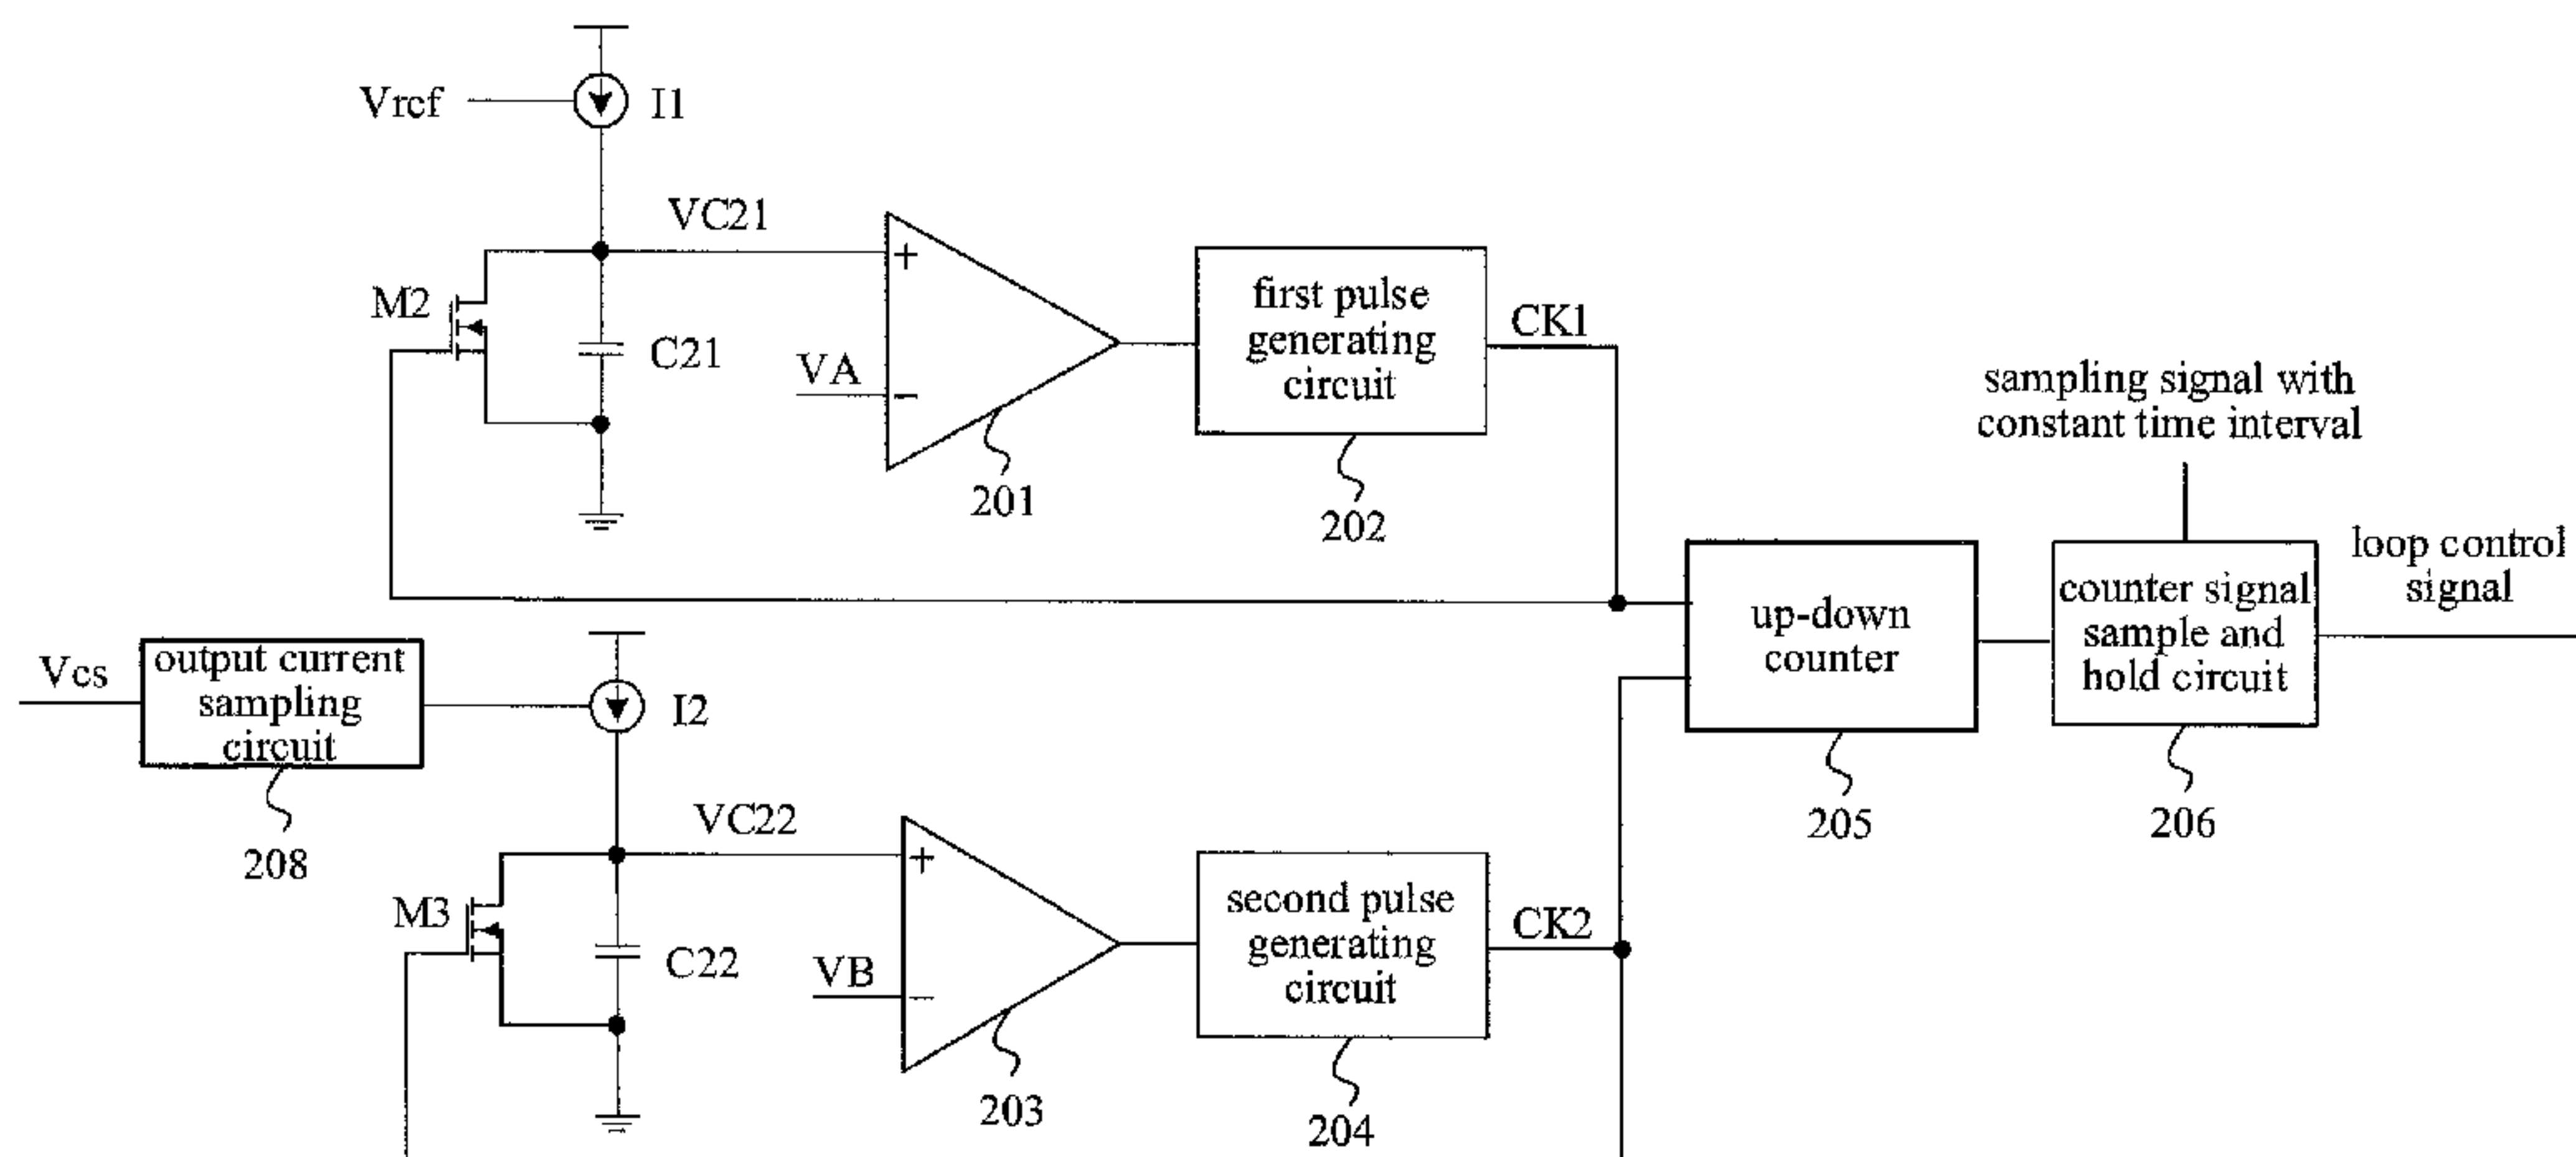 Vref
I1
VC21
M2
C21
VA
+
−
201
first pulse
generating
circuit
202
CK1
sampling signal with
constant time interval
loop control
signal
up-down
counter
205
counter signal
sample and
hold circuit
206
Vcs
output current
sampling
circuit
208
I2
VC22
M3
C22
VB
+
−
203
second pulse
generating
circuit
204
CK2